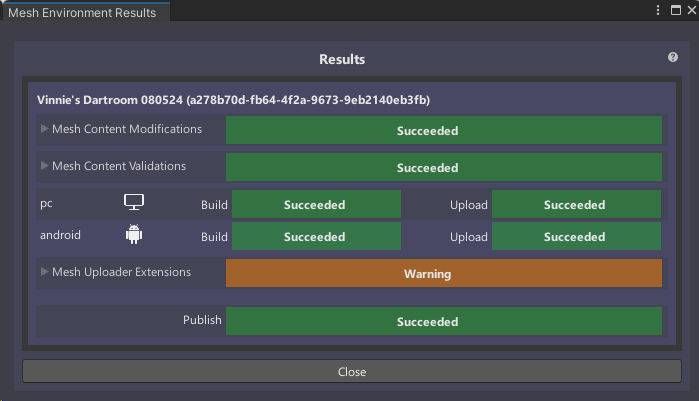 Mesh Environment Results
Results
Vinnie's Dartroom 080524 (a278b70d-fb64-4f2a-9673-9eb2140eb3fb)
Mesh Content Modifications Succeeded
Mesh Content Validations Succeeded
pc Build Succeeded Upload Succeeded
android Build Succeeded Upload Succeeded
Mesh Uploader Extensions Warning
Publish Succeeded
Close